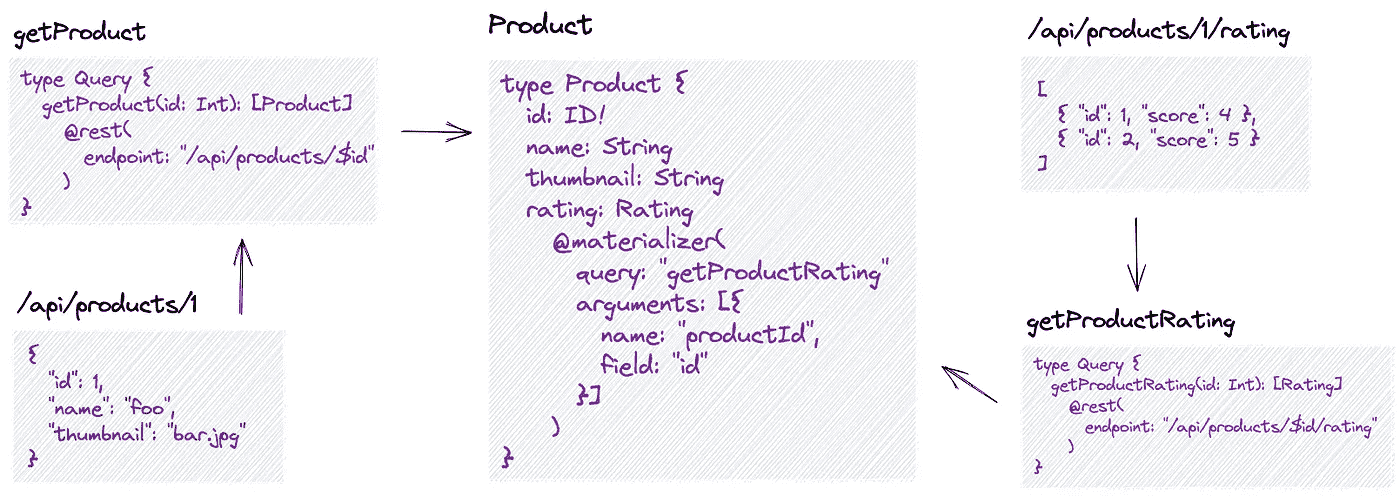 getProduct
type Query {
getProduct(id: Int): [Product]
@rest(
endpoint: "/api/products/$id"
)
}
/api/products/1
{
"id": 1,
"name": "foo",
"thumbnail": "bar.jpg"
}
Product
type Product {
id: ID!
name: String
thumbnail: String
rating: Rating
@materializer(
query: "getProductRating"
arguments: [{
name: "productId",
field: "id"
}]
)
}
/api/products/1/rating
[
{ "id": 1, "score": 4 },
{ "id": 2, "score": 5 }
]
getProductRating
type Query {
getProductRating(id: Int): [Rating]
@rest(
endpoint: "/api/products/$id/rating"
)
}